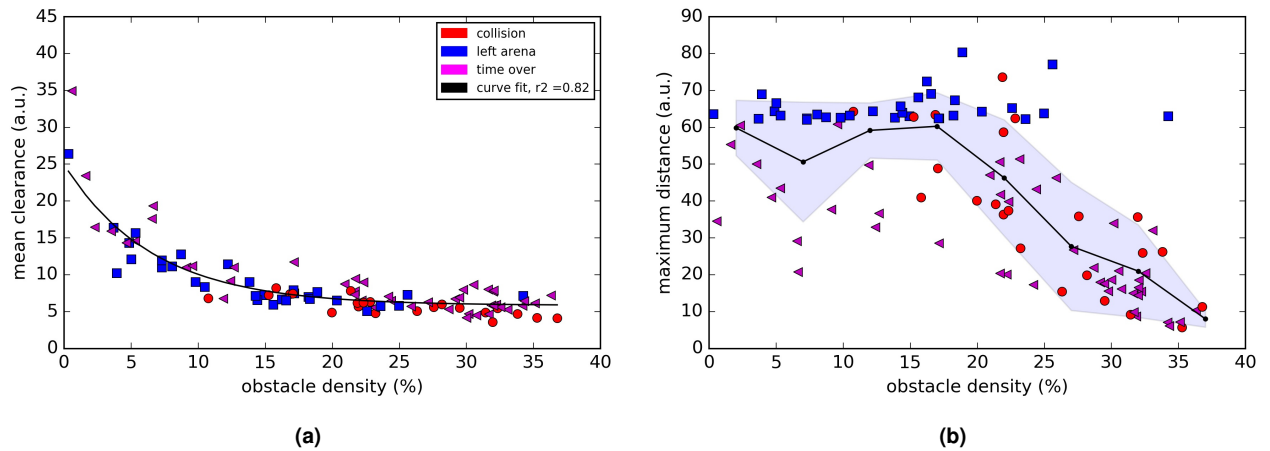 45
40
35
30
25
20
15
10
5
0
mean clearance (a.u.)
collision
left arena
time over
curve fit, r2 =0.82
0 5 10 15 20 25 30 35 40
obstacle density (%)
(a)
90
80
70
60
50
40
30
20
10
0
maximum distance (a.u.)
0 5 10 15 20 25 30 35 40
obstacle density (%)
(b)